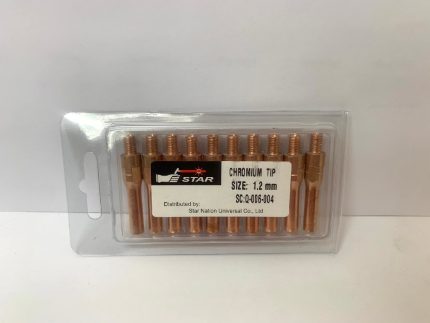 STAR
CHROMIUM TIP
SIZE: 1.2 mm
SC:Q-006-004
Distributed by:
Star Nation Universal Co., Ltd